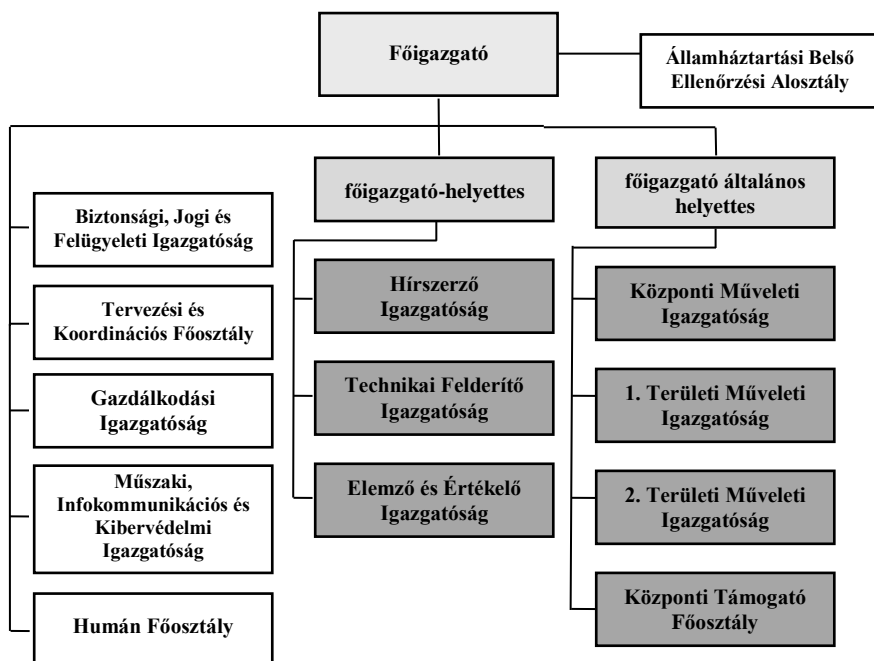 Főigazgató
Államháztartási Belső
Ellenőrzési Alosztály
főigazgató-helyettes
főigazgató általános
helyettes
Biztonsági, Jogi és
Felügyeleti Igazgatóság
Tervezési és
Koordinációs Főosztály
Gazdálkodási
Igazgatóság
Műszaki,
Infokommunikációs és
Kibervédelmi
Igazgatóság
Humán Főosztály
Hírszerző
Igazgatóság
Technikai Felderítő
Igazgatóság
Elemző és Értékelő
Igazgatóság
Központi Műveleti
Igazgatóság
1. Területi Műveleti
Igazgatóság
2. Területi Műveleti
Igazgatóság
Központi Támogató
Főosztály